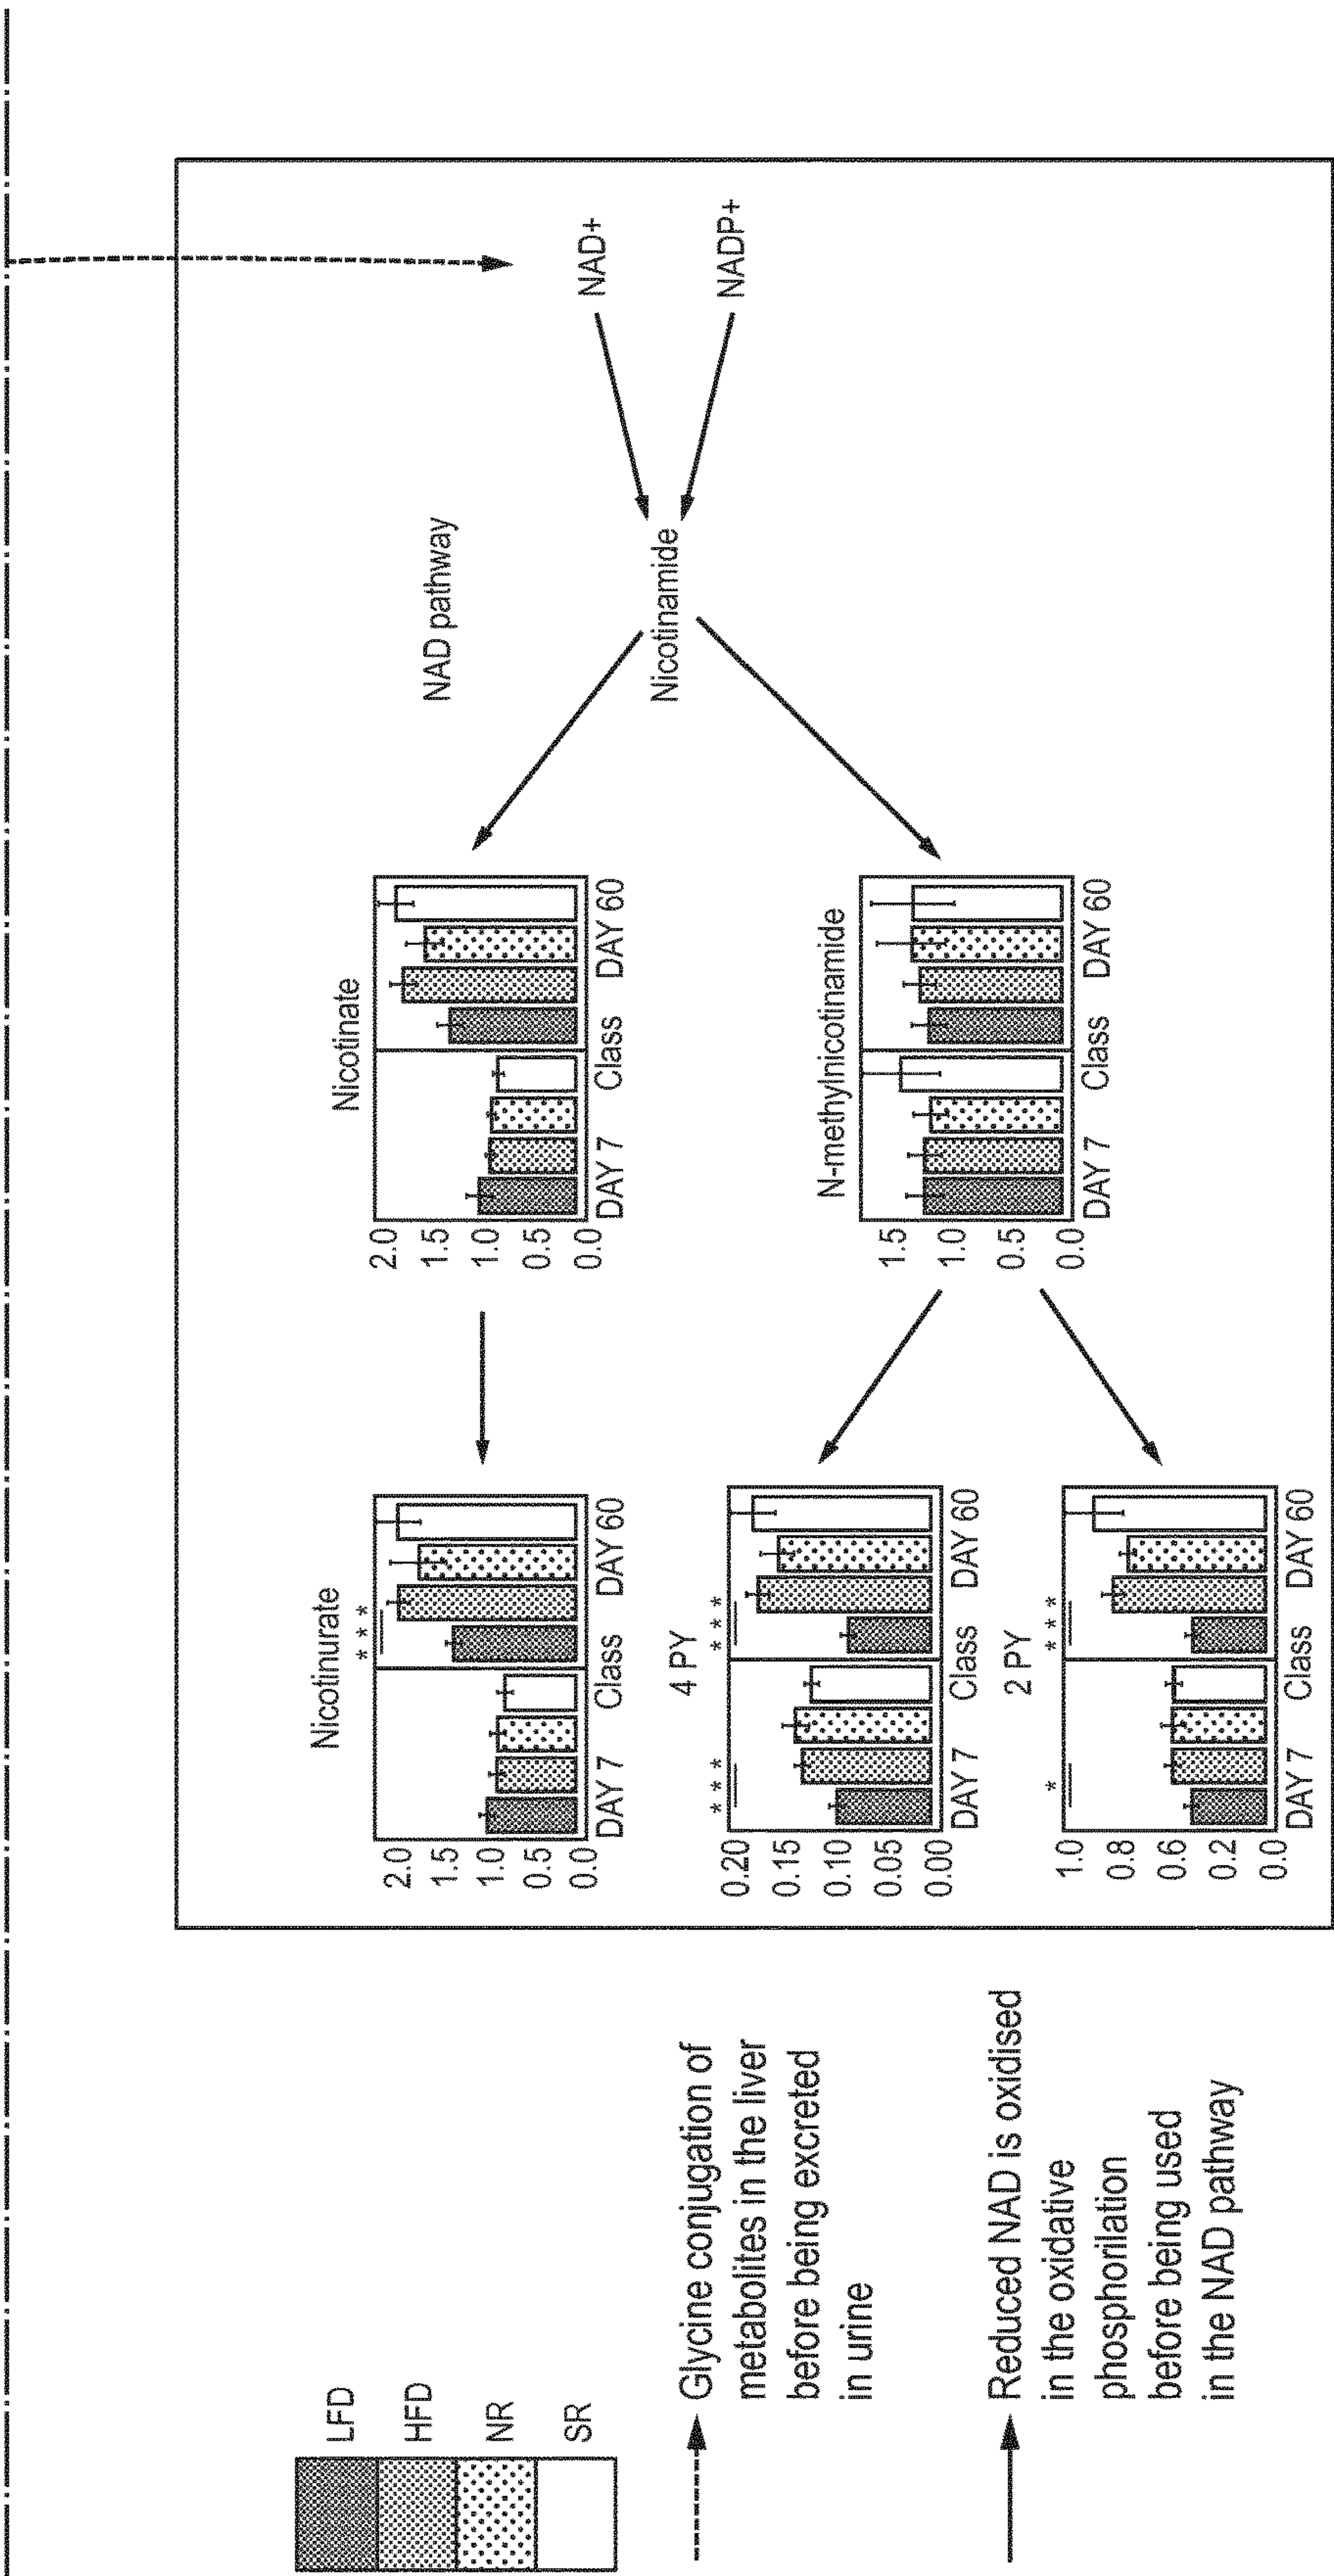 LFD
HFD
NR
SR
Glycine conjugation of
metabolites in the liver
before being excreted
in urine
Reduced NAD is oxidised
in the oxidative
phosphorilation
before being used
in the NAD pathway
Nicotinurate
***
2.0
1.5
1.0
0.5
0.0
DAY 7
Class
DAY 60
4 PY
***
***
0.20
0.15
0.10
0.05
0.00
DAY 7
Class
DAY 60
2 PY
*
***
1.0
0.8
0.6
0.2
0.0
DAY 7
Class
DAY 60
Nicotinate
2.0
1.5
1.0
0.5
0.0
DAY 7
Class
DAY 60
N-methylnicotinamide
1.5
1.0
0.5
0.0
DAY 7
Class
DAY 60
NAD pathway
Nicotinamide
NAD+
NADP+